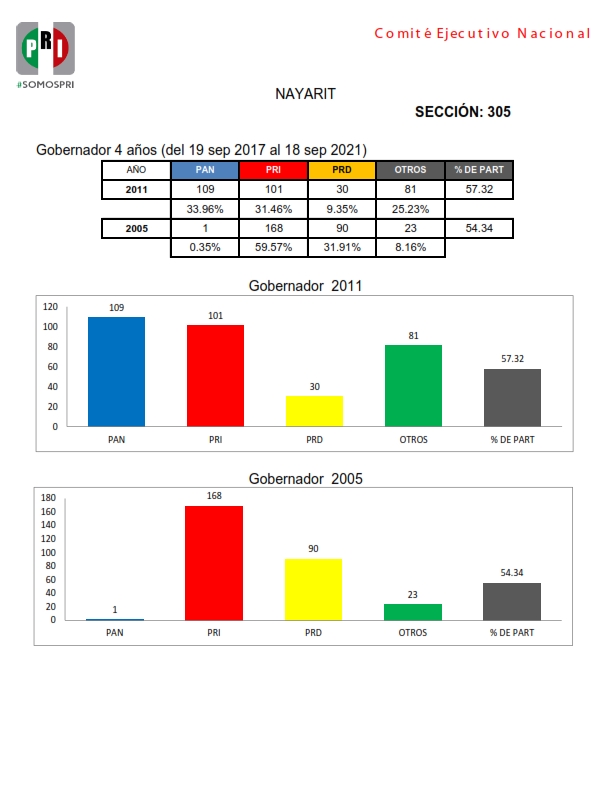 PRI
#SOMOSPRI
Comité Ejecutivo Nacional
NAYARIT
SECCIÓN: 305
Gobernador 4 años (del 19 sep 2017 al 18 sep 2021)
AÑO PAN PRI PRD OTROS % DE PART
2011 109 101 30 81 57.32
33.96% 31.46% 9.35% 25.23%
2005 1 168 90 23 54.34
0.35% 59.57% 31.91% 8.16%
Gobernador 2011
120
100
80
60
40
20
0
109
101
30
81
57.32
PAN PRI PRD OTROS % DE PART
Gobernador 2005
180
160
140
120
100
80
60
40
20
0
1
168
90
23
54.34
PAN PRI PRD OTROS % DE PART